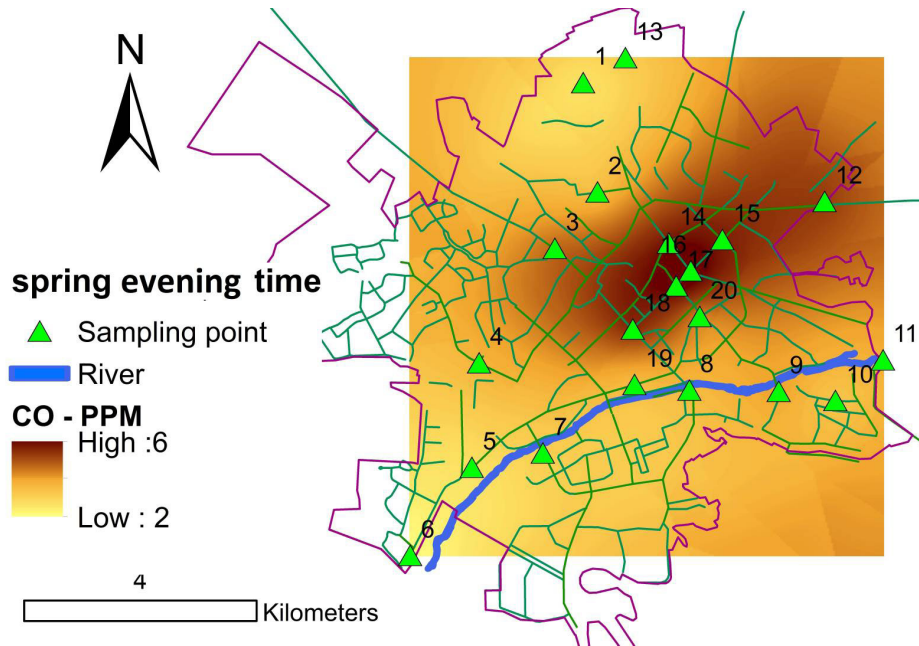 N
spring evening time
Sampling point
River
CO - PPM
High :6
Low : 2
4
Kilometers
1
13
2
12
3
14
15
16
17
18
20
4
11
19
8
9
10
5
7
6